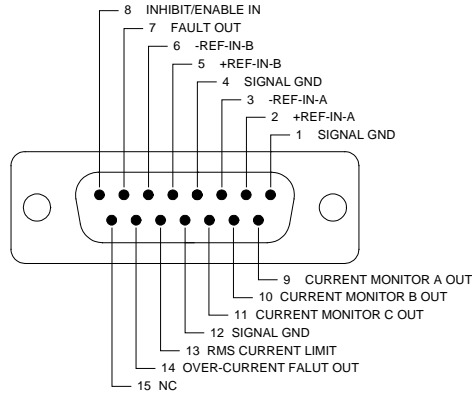 8 INHIBIT/ENABLE IN
7 FAULT OUT
6 -REF-IN-B
5 +REF-IN-B
4 SIGNAL GND
3 -REF-IN-A
2 +REF-IN-A
1 SIGNAL GND
9 CURRENT MONITOR A OUT
10 CURRENT MONITOR B OUT
11 CURRENT MONITOR C OUT
12 SIGNAL GND
13 RMS CURRENT LIMIT
14 OVER-CURRENT FALUT OUT
15 NC